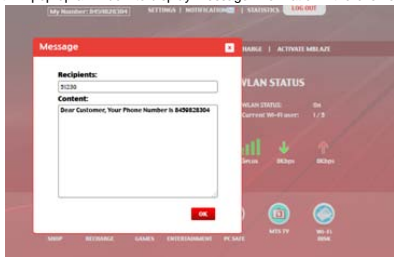 My Number: 8459828304 SETTINGS | NOTIFICATION | STATISTICS LOG OUT
Message
HARGE | ACTIVATE MBLAZE
Recipients:
51230
Content:
Dear Customer, Your Phone Number is 8459828304
WLAN STATUS
WLAN STATUS: On
Current Wi-Fi user: 1 / 5
0Kbps 0Kbps
OK
MTS TV WI-FI
SHOP RECHARGE GAMES ENTERTAINMENT PC SAFE